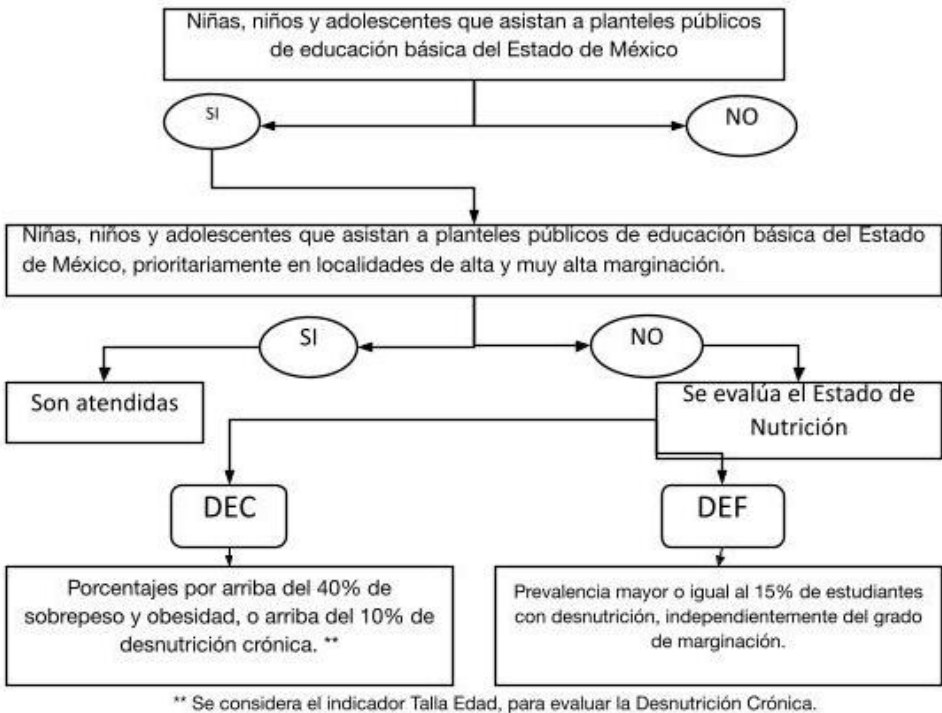 Niñas, niños y adolescentes que asistan a planteles públicos
de educación básica del Estado de México
SI
NO
Niñas, niños y adolescentes que asistan a planteles públicos de educación básica del Estado
de México, prioritariamente en localidades de alta y muy alta marginación.
SI
NO
Son atendidas
Se evalúa el Estado de
Nutrición
DEC
DEF
Porcentajes por arriba del 40% de
sobrepeso y obesidad, o arriba del 10% de
desnutrición crónica. **
Prevalencia mayor o igual al 15% de estudiantes
con desnutrición, independientemente del grado
de marginación.
** Se considera el indicador Talla Edad, para evaluar la Desnutrición Crónica.